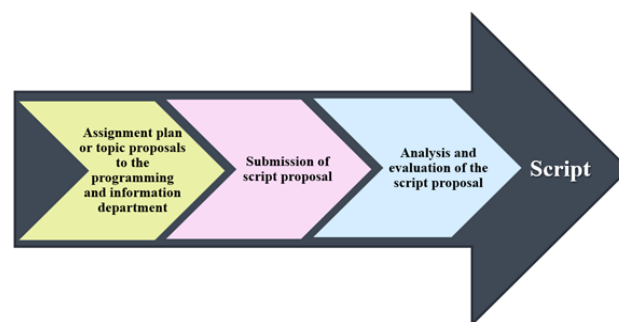 Assignment plan
or topic proposals
to the
programming
and information
department
Submission of
script proposal
Analysis and
evaluation of the
script proposal
Script